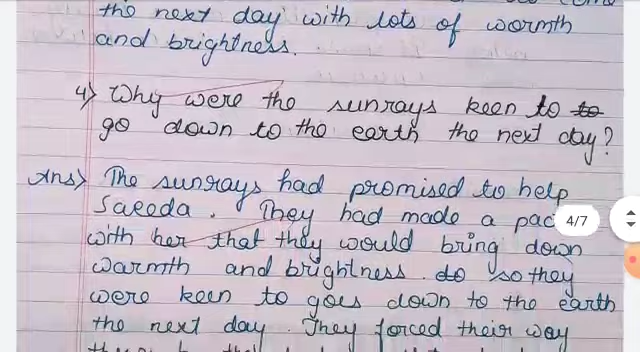 the next day with lots of wormth
and brightness.
4> Why were the sunrays keen to to
go down to the earth the next day?
Ans> The sunrays had promised to help
Saeeda. They had made a pac
4/7
with her that they would bring down
warmth and brightness. do so they
were keen to goes down to the earth
the next day. They forced their way